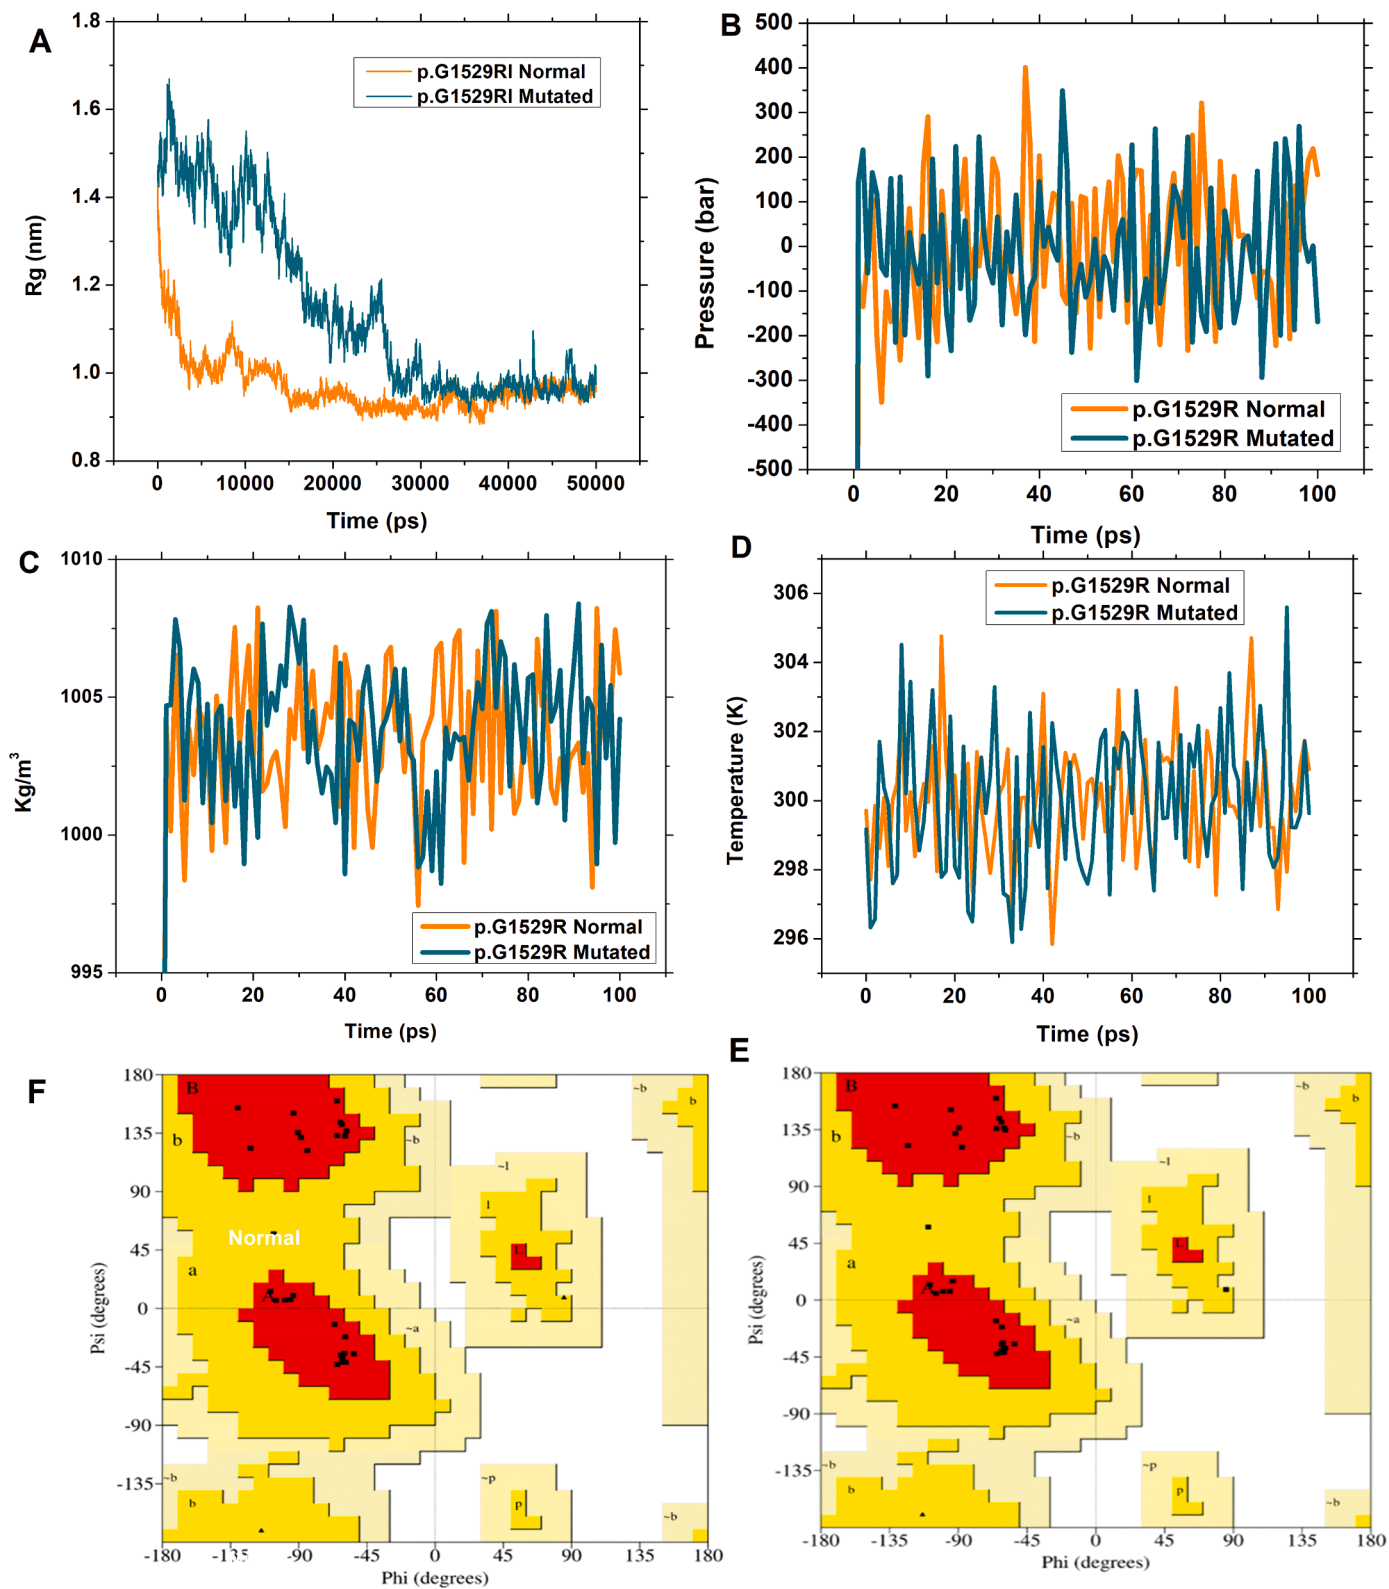 A
1.8
1.6
1.4
1.2
1.0
0.8
Rg (nm)
p.G1529RI Normal
p.G1529RI Mutated
0 10000 20000 30000 40000 50000
Time (ps)
B
500
400
300
200
100
0
-100
-200
-300
-400
-500
Pressure (bar)
p.G1529R Normal
p.G1529R Mutated
0 20 40 60 80 100
Time (ps)
C
1010
1005
1000
995
Kg/m³
p.G1529R Normal
p.G1529R Mutated
0 20 40 60 80 100
Time (ps)
D
306
304
302
300
298
296
Temperature (K)
p.G1529R Normal
p.G1529R Mutated
0 20 40 60 80 100
Time (ps)
F
180
135
90
45
0
-45
-90
-135
Psi (degrees)
B
b
~b
~b
b
~l
l
L
Normal
a
A
~a
~b
b
~p
p
~b
-180 -135 -90 -45 0 45 90 135 180
Phi (degrees)
E
180
135
90
45
0
-45
-90
-135
Psi (degrees)
B
b
~b
~b
b
~l
l
L
a
A
~a
~b
b
~p
p
~b
-180 -135 -90 -45 0 45 90 135 180
Phi (degrees)